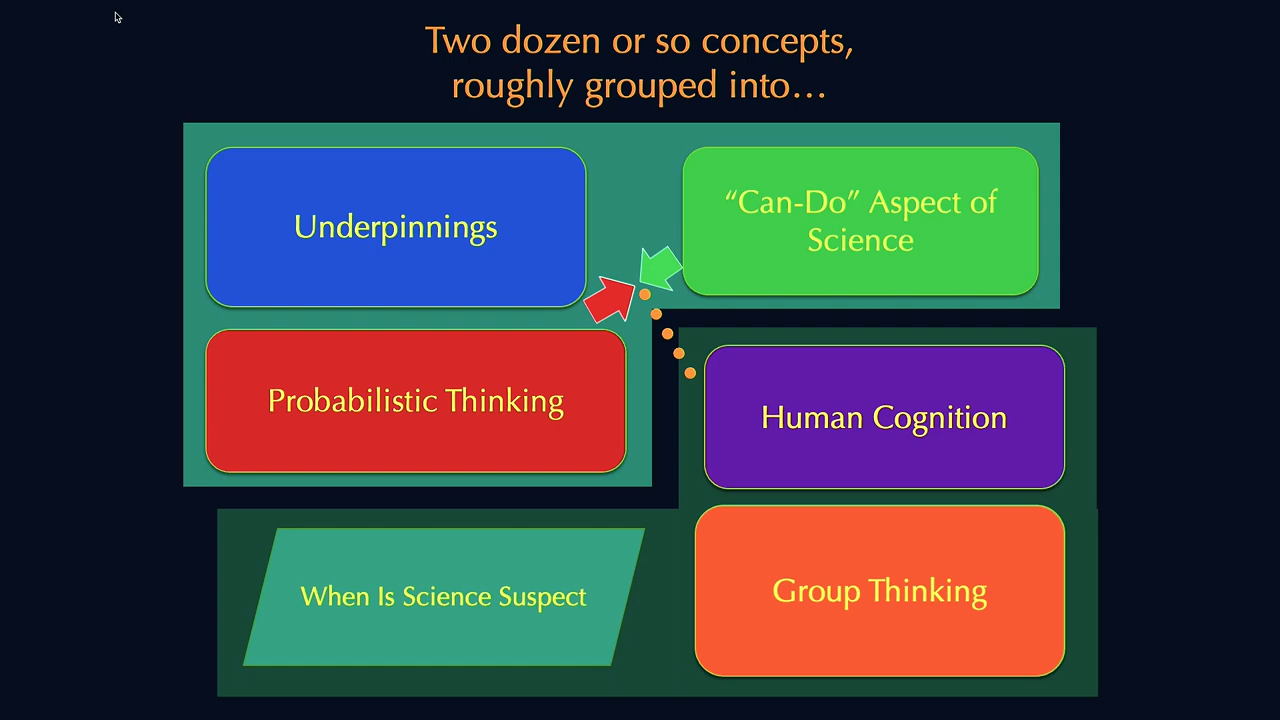 Two dozen or so concepts,
roughly grouped into…
Underpinnings
“Can-Do” Aspect of
Science
Probabilistic Thinking
Human Cognition
When Is Science Suspect
Group Thinking